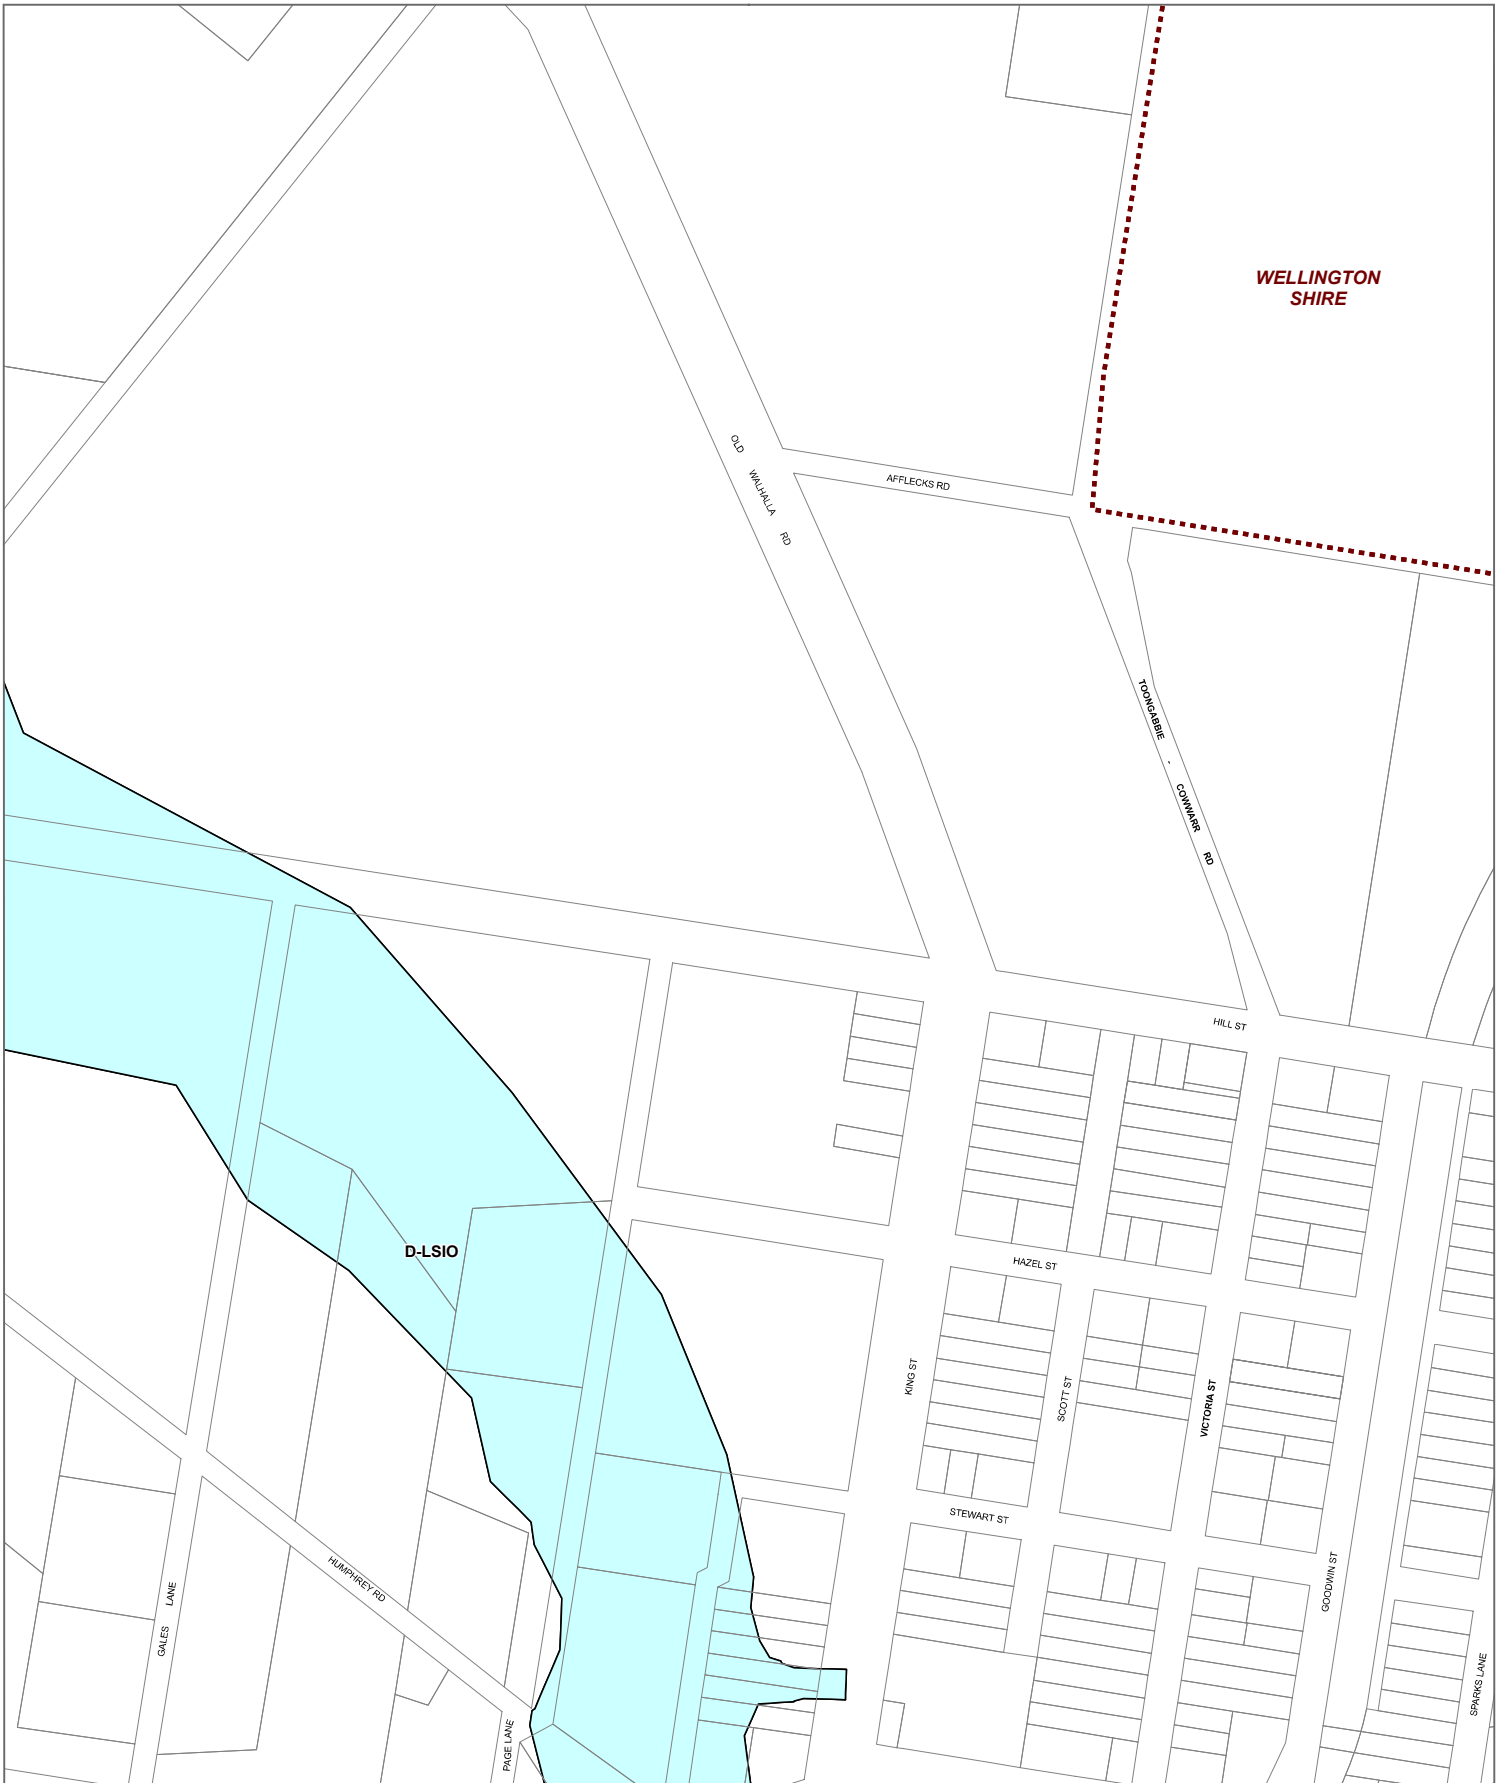 WELLINGTON
SHIRE
OLD WALHALLA RD
AFFLECKS RD
TOONGABBIE - COWWARR RD
HILL ST
D-LSIO
HAZEL ST
KING ST
SCOTT ST
VICTORIA ST
STEWART ST
GOODWIN ST
HUMPHREY RD
GALES LANE
SPARKS LANE
PAGE LANE